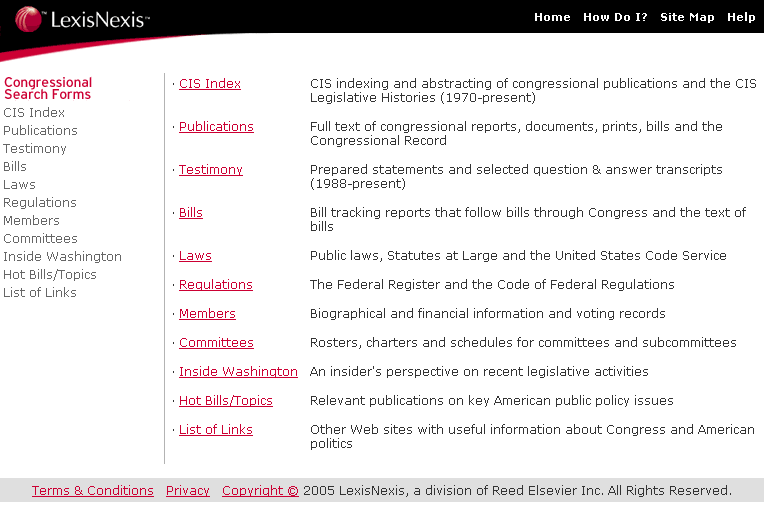 LexisNexis™
Home How Do I? Site Map Help
Congressional
Search Forms
CIS Index
Publications
Testimony
Bills
Laws
Regulations
Members
Committees
Inside Washington
Hot Bills/Topics
List of Links
· CIS Index CIS indexing and abstracting of congressional publications and the CIS
Legislative Histories (1970-present)
· Publications Full text of congressional reports, documents, prints, bills and the
Congressional Record
· Testimony Prepared statements and selected question & answer transcripts
(1988-present)
· Bills Bill tracking reports that follow bills through Congress and the text of
bills
· Laws Public laws, Statutes at Large and the United States Code Service
· Regulations The Federal Register and the Code of Federal Regulations
· Members Biographical and financial information and voting records
· Committees Rosters, charters and schedules for committees and subcommittees
· Inside Washington An insider's perspective on recent legislative activities
· Hot Bills/Topics Relevant publications on key American public policy issues
· List of Links Other Web sites with useful information about Congress and American
politics
Terms & Conditions Privacy Copyright © 2005 LexisNexis, a division of Reed Elsevier Inc. All Rights Reserved.